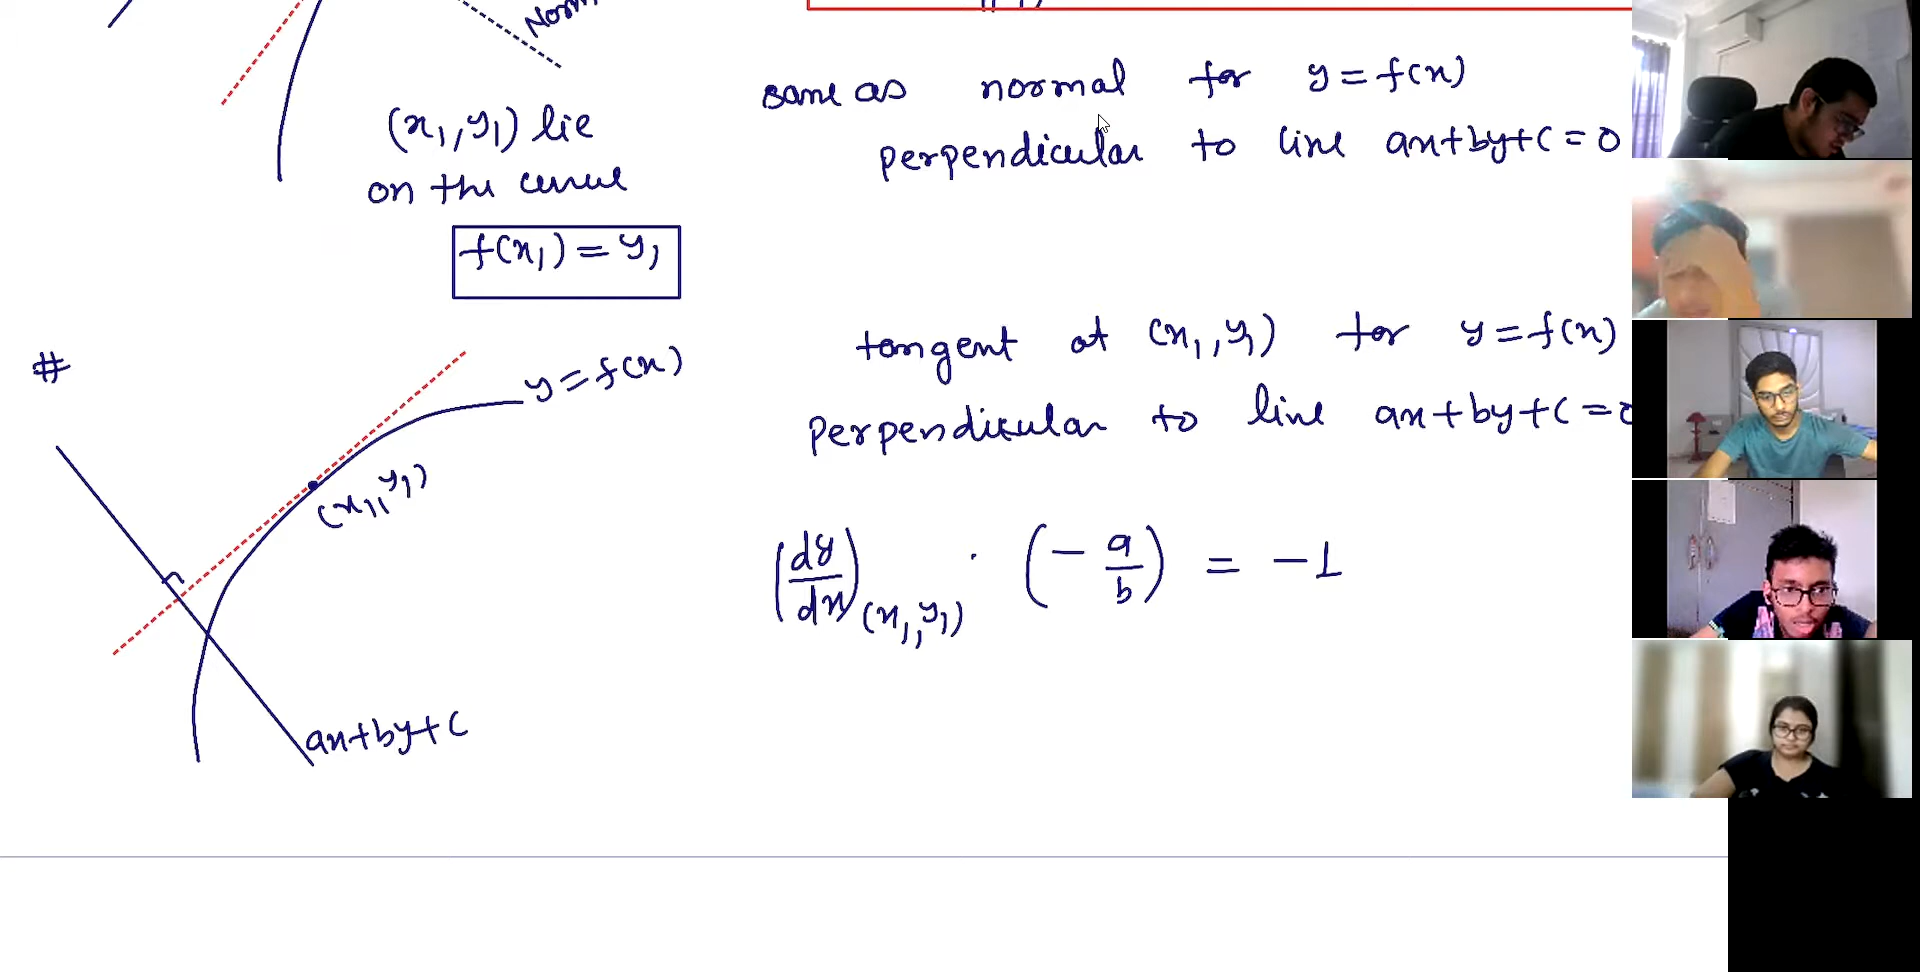 (x₁, y₁) lie
on the curve
f(x₁) = y₁
same as normal for y = f(x)
perpendicular to line ax+by+c = 0
#
y = f(x)
(x₁, y₁)
ax+by+c
tangent at (x₁, y₁) for y = f(x)
perpendicular to line ax+by+c = 0
(dy/dx)(x₁, y₁) · (- a/b) = -1